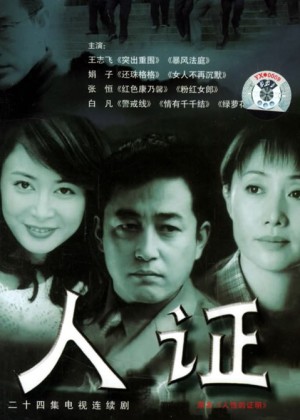 主演：
王志飞《突出重围》《暴风法庭》
娟 子《还珠格格》《女人不再沉默》
张 恒《红色康乃馨》《粉红女郎》
白 凡《警戒线》《情有千千结》《绿萝花
人证
二十四集电视连续剧